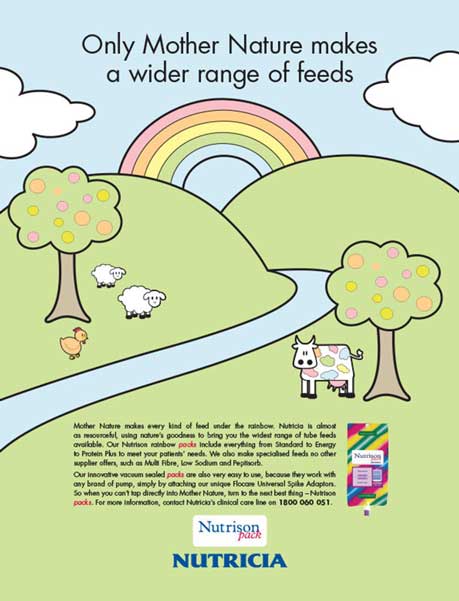 Only Mother Nature makes
a wider range of feeds
Mother Nature makes every kind of feed under the rainbow. Nutricia is almost
as resourceful, using nature's goodness to bring you the widest range of tube feeds
available. Our Nutrison rainbow packs include everything from Standard to Energy
to Protein Plus to meet your patients' needs. We also make specialised feeds no other
supplier offers, such as Multi Fibre, Low Sodium and Peptisorb.
Our innovative vacuum sealed packs are also very easy to use, because they work with
any brand of pump, simply by attaching our unique Flocare Universal Spike Adaptors.
So when you can't tap directly into Mother Nature, turn to the next best thing – Nutrison
packs. For more information, contact Nutricia's clinical care line on 1800 060 051.
Nutrison
Nutrison
pack
NUTRICIA